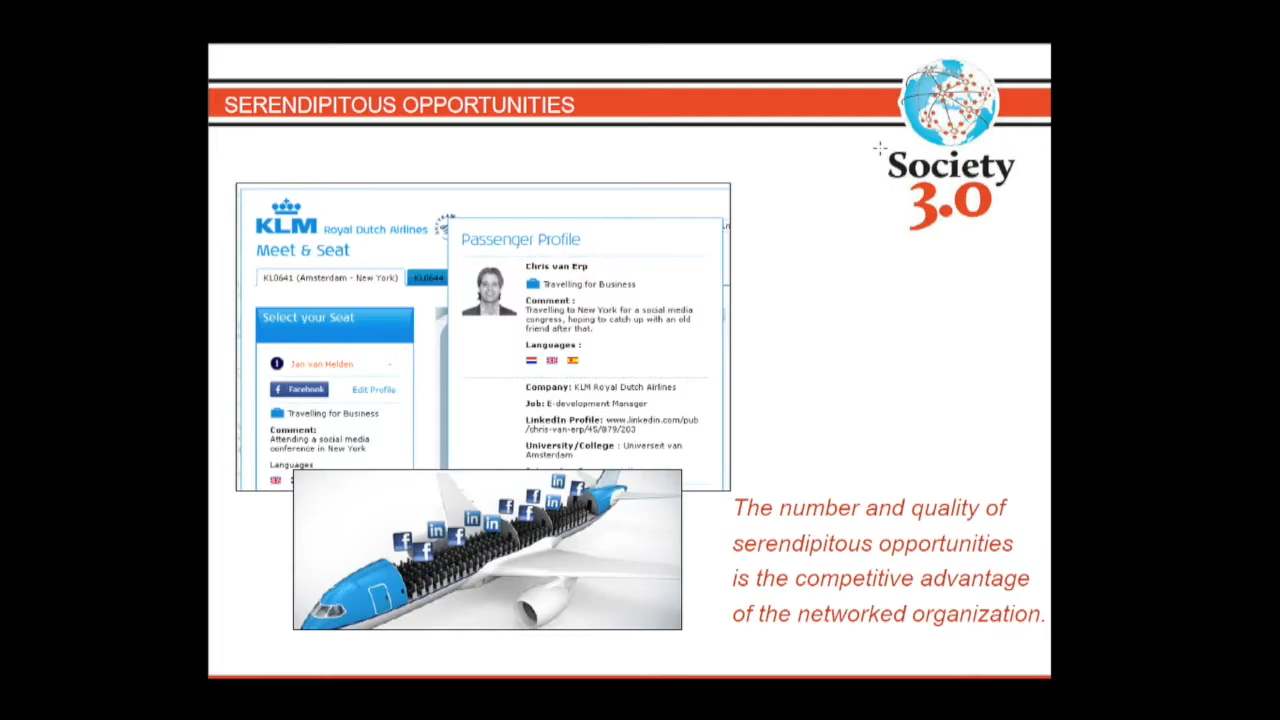 SERENDIPITOUS OPPORTUNITIES
Society
3.0
KLM Royal Dutch Airlines
Meet & Seat
KL0641 (Amsterdam - New York)
KL0644
Select your Seat
Jan van Helden
Facebook
Edit Profile
Travelling for Business
Comment:
Attending a social media
conference in New York
Languages
Passenger Profile
Chris van Erp
Travelling for Business
Comment :
Travelling to New York for a social media
congress, hoping to catch up with an old
friend after that.
Languages :
Company: KLM Royal Dutch Airlines
Job: E-development Manager
LinkedIn Profile: www.linkedin.com/pub
/chris-van-erp/45/879/203
University/College : Universeit van
Amsterdam
The number and quality of
serendipitous opportunities
is the competitive advantage
of the networked organization.